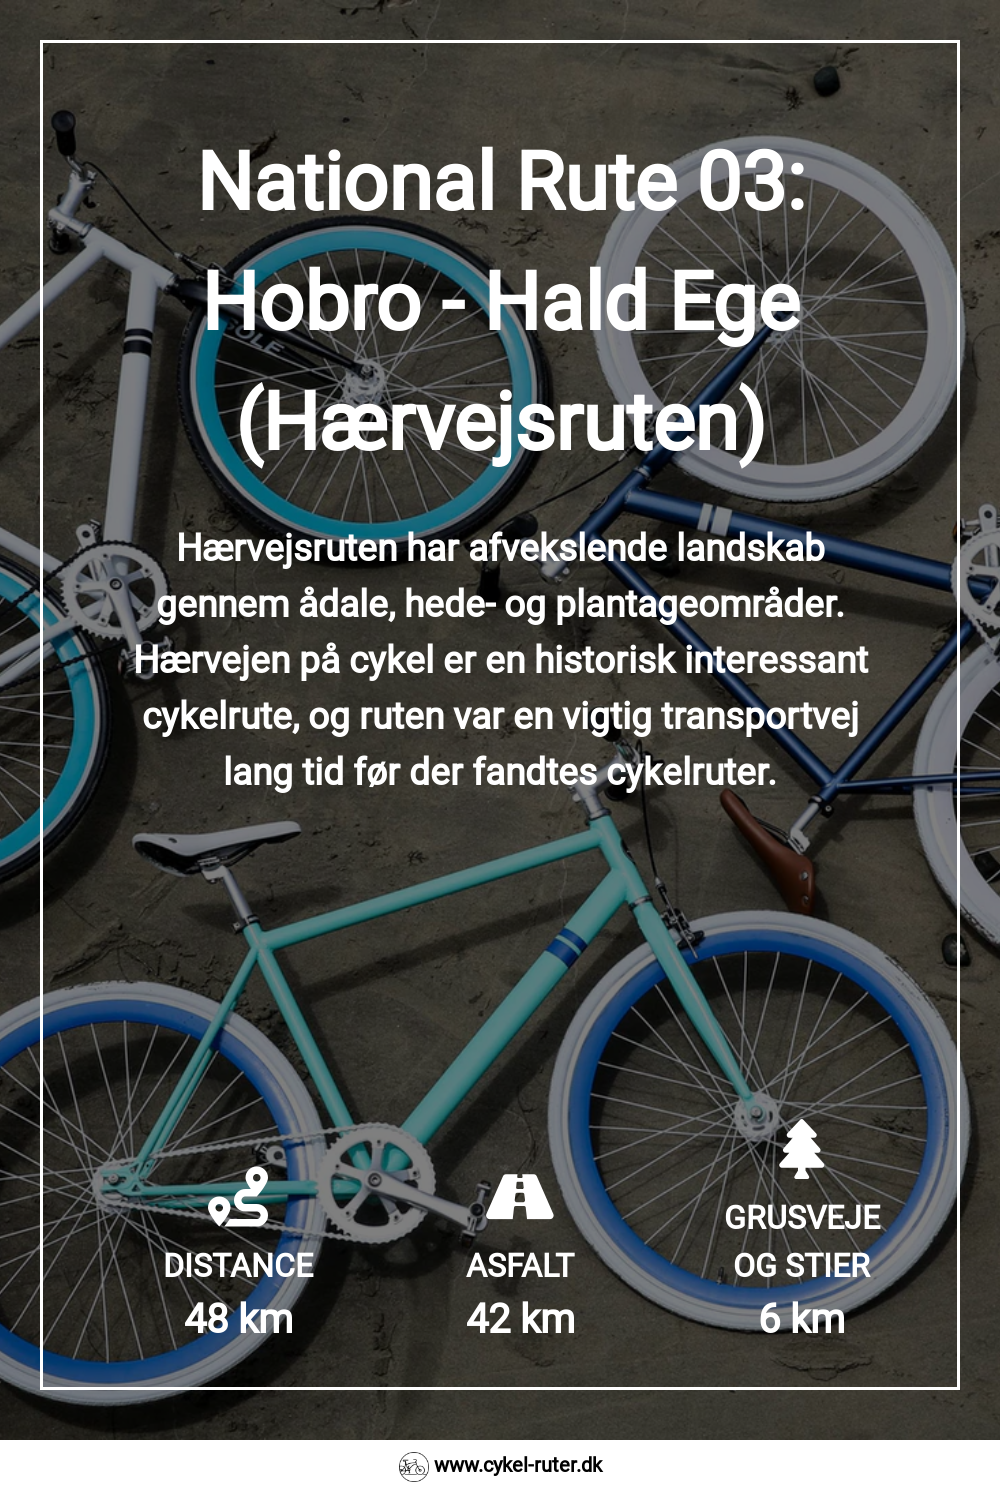 National Rute 03:
Hobro - Hald Ege
(Hærvejsruten)
Hærvejsruten har afvekslende landskab
gennem ådale, hede- og plantageområder.
Hærvejen på cykel er en historisk interessant
cykelrute, og ruten var en vigtig transportvej
lang tid før der fandtes cykelruter.
DISTANCE
48 km
ASFALT
42 km
GRUSVEJE
OG STIER
6 km
www.cykel-ruter.dk